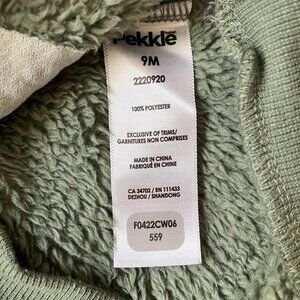 Pekkle
9M
2220920
100% POLYESTER
EXCLUSIVE OF TRIMS/
GARNITURES NON COMPRISES
MADE IN CHINA
FABRIQUÉ EN CHINE
CA 34702 / RN 111433
DEZHOU / SHANDONG
F0422CW06
559